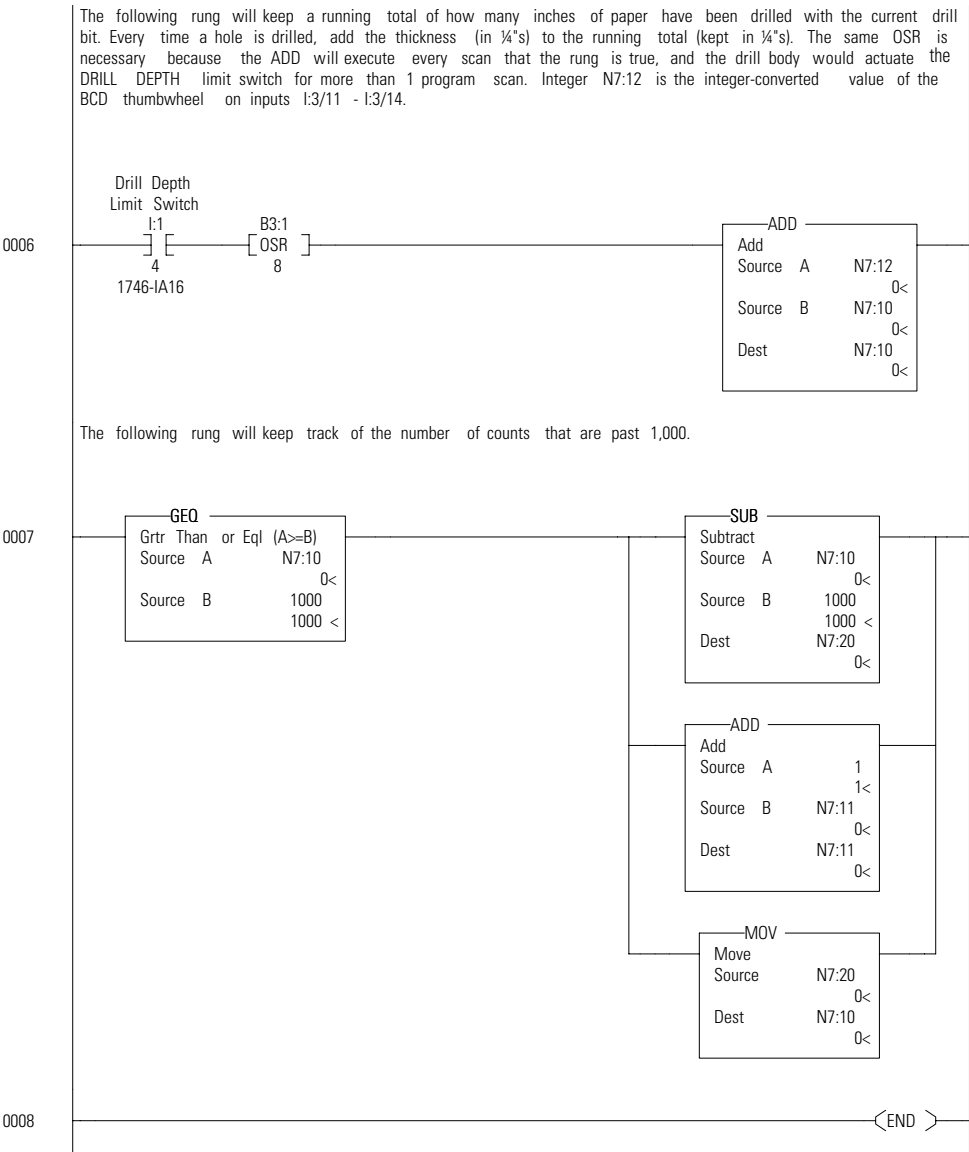 The following rung will keep a running total of how many inches of paper have been drilled with the current drill
bit. Every time a hole is drilled, add the thickness (in ¼"s) to the running total (kept in ¼"s). The same OSR is
necessary because the ADD will execute every scan that the rung is true, and the drill body would actuate the
DRILL DEPTH limit switch for more than 1 program scan. Integer N7:12 is the integer-converted value of the
BCD thumbwheel on inputs I:3/11 - I:3/14.
Drill Depth
Limit Switch
I:1 B3:1
0006 ] [ [ OSR ]
4 8
1746-IA16
ADD
Add
Source A N7:12
0<
Source B N7:10
0<
Dest N7:10
0<
The following rung will keep track of the number of counts that are past 1,000.
0007
GEQ
Grtr Than or Eql (A>=B)
Source A N7:10
0<
Source B 1000
1000 <
SUB
Subtract
Source A N7:10
0<
Source B 1000
1000 <
Dest N7:20
0<
ADD
Add
Source A 1
1<
Source B N7:11
0<
Dest N7:11
0<
MOV
Move
Source N7:20
0<
Dest N7:10
0<
0008 <END >